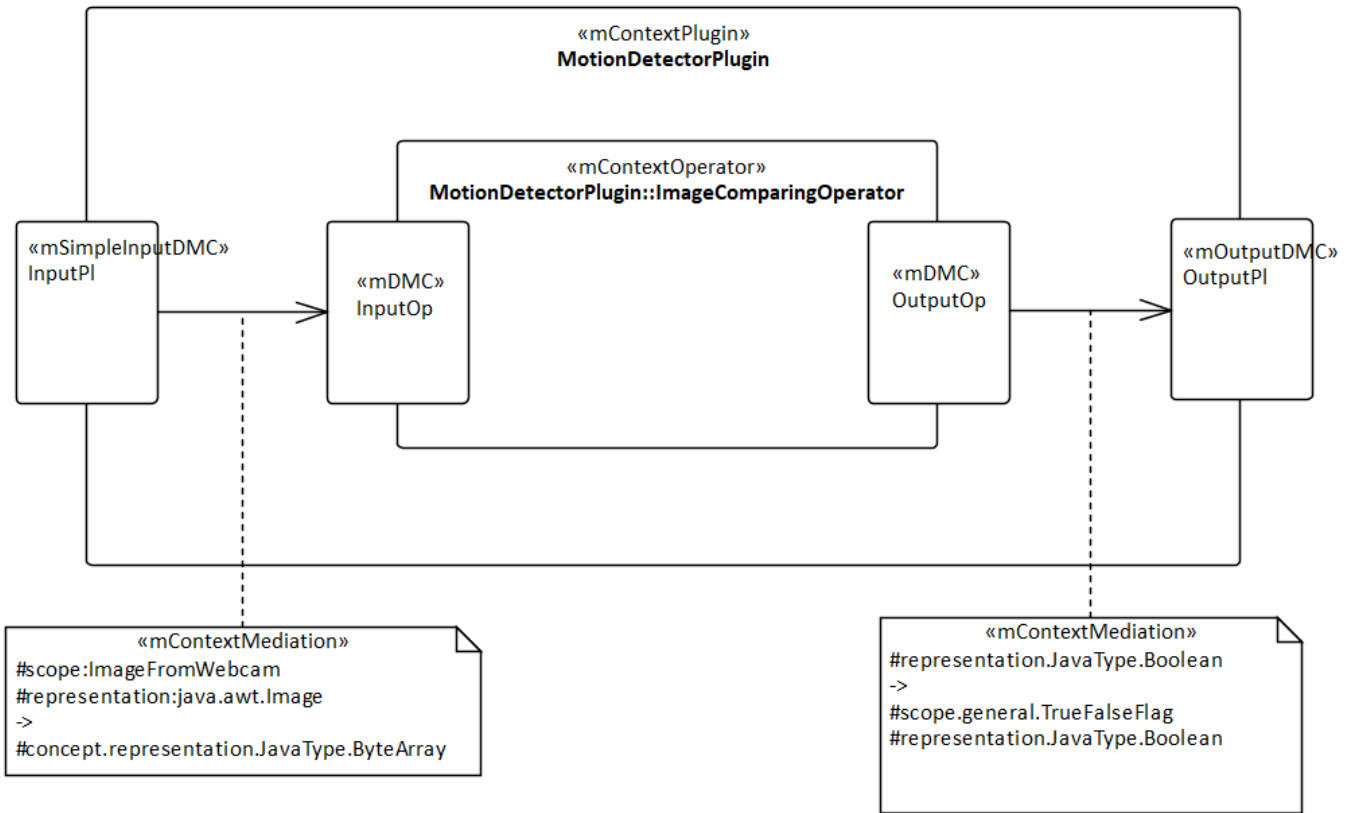 «mContextPlugin»
MotionDetectorPlugin
«mContextOperator»
MotionDetectorPlugin::ImageComparingOperator
«mSimpleInputDMC»
InputPl
«mDMC»
InputOp
«mDMC»
OutputOp
«mOutputDMC»
OutputPl
«mContextMediation»
#scope:ImageFromWebcam
#representation:java.awt.Image
->
#concept.representation.JavaType.ByteArray
«mContextMediation»
#representation.JavaType.Boolean
->
#scope.general.TrueFalseFlag
#representation.JavaType.Boolean